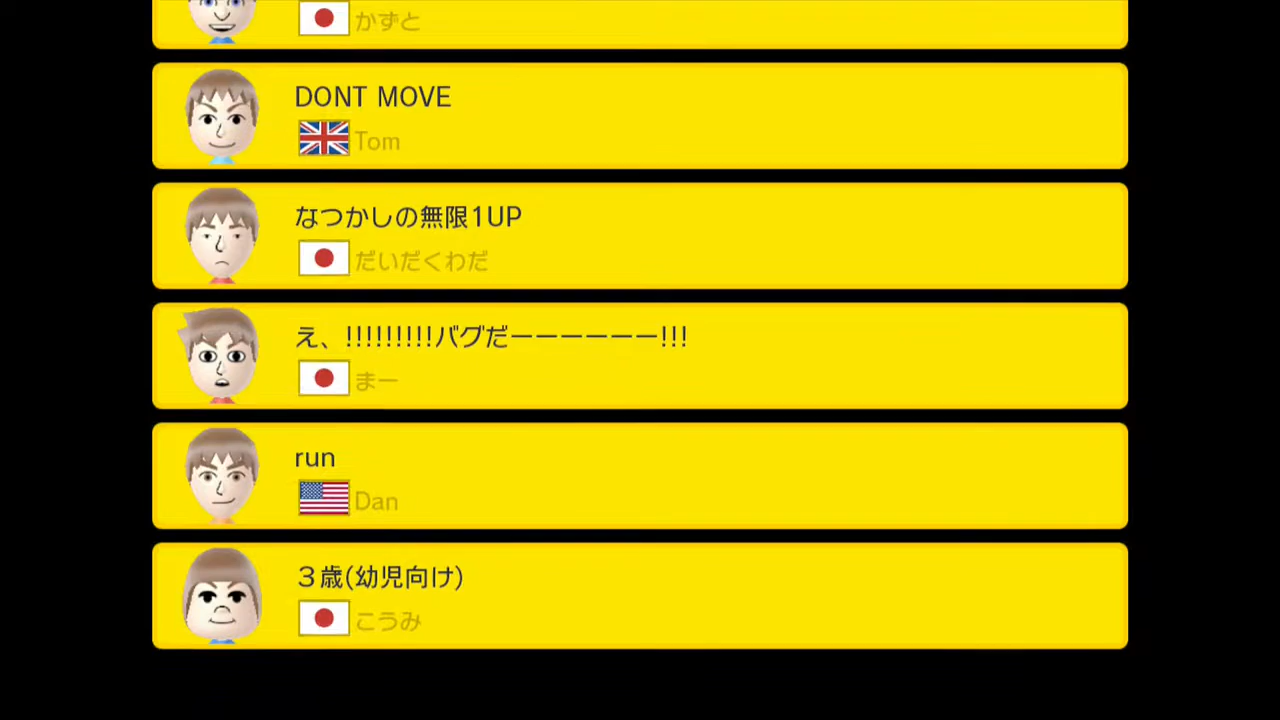 かずと
DONT MOVE
Tom
なつかしの無限1UP
だいだくわだ
え、!!!!!!!!!バグだーーーーーー!!!
まー
run
Dan
３歳(幼児向け)
こうみ